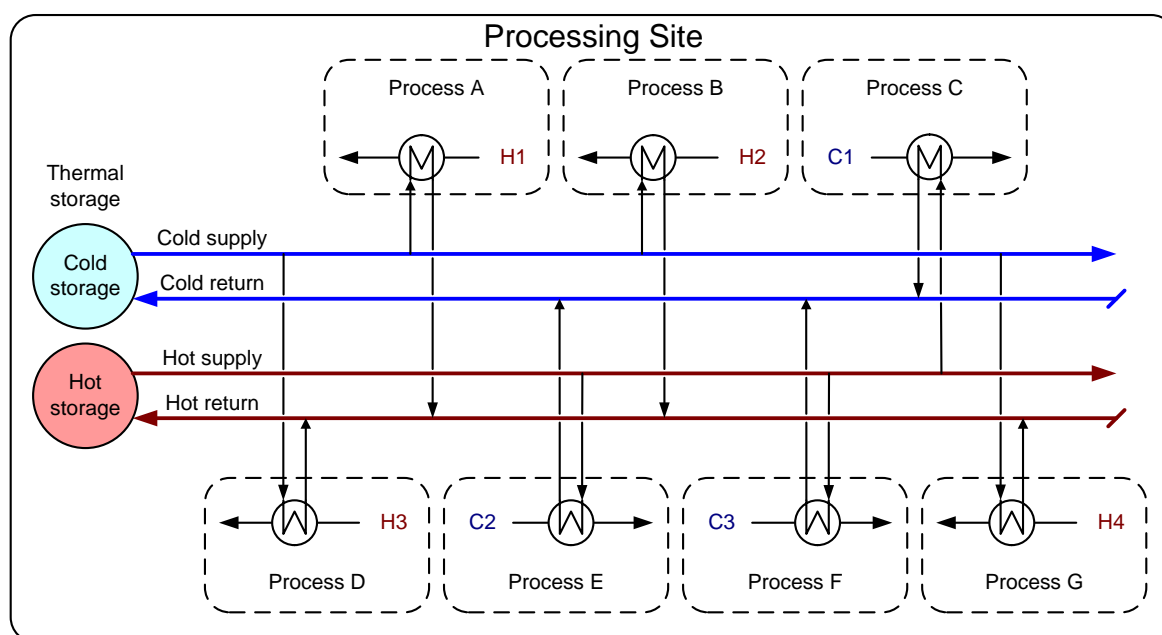 Processing Site
Process A
Process B
Process C
H1
H2
C1
Thermal
storage
Cold supply
Cold
storage
Cold return
Hot supply
Hot
storage
Hot return
H3
C2
C3
H4
Process D
Process E
Process F
Process G